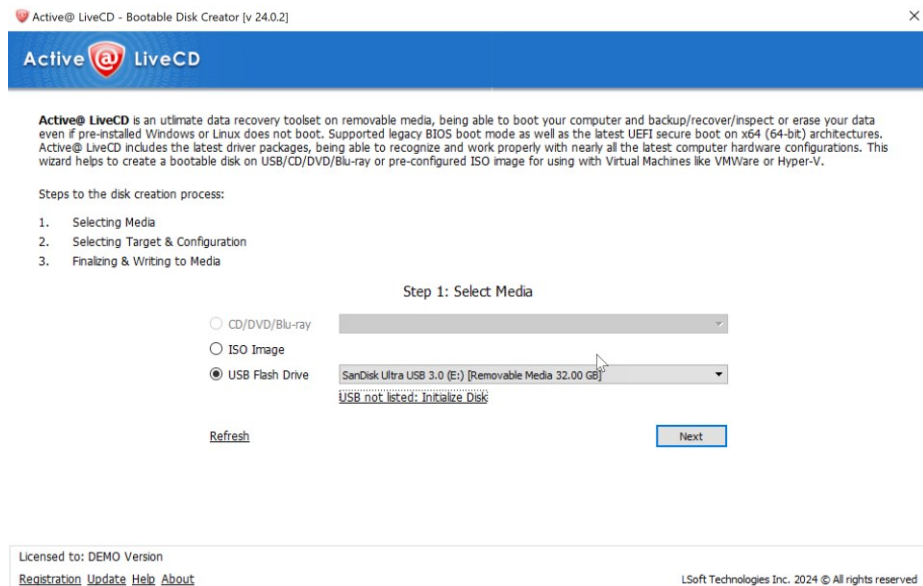 Active@ LiveCD - Bootable Disk Creator [v 24.0.2]
Active@ LiveCD
Active@ LiveCD is an utlimate data recovery toolset on removable media, being able to boot your computer and backup/recover/inspect or erase your data
even if pre-installed Windows or Linux does not boot. Supported legacy BIOS boot mode as well as the latest UEFI secure boot on x64 (64-bit) architectures.
Active@ LiveCD includes the latest driver packages, being able to recognize and work properly with nearly all the latest computer hardware configurations. This
wizard helps to create a bootable disk on USB/CD/DVD/Blu-ray or pre-configured ISO image for using with Virtual Machines like VMWare or Hyper-V.
Steps to the disk creation process:
1. Selecting Media
2. Selecting Target & Configuration
3. Finalizing & Writing to Media
Step 1: Select Media
CD/DVD/Blu-ray
ISO Image
USB Flash Drive SanDisk Ultra USB 3.0 (E:) [Removable Media 32.00 GB]
USB not listed: Initialize Disk
Refresh Next
Licensed to: DEMO Version
Registration Update Help About LSoft Technologies Inc. 2024 © All rights reserved